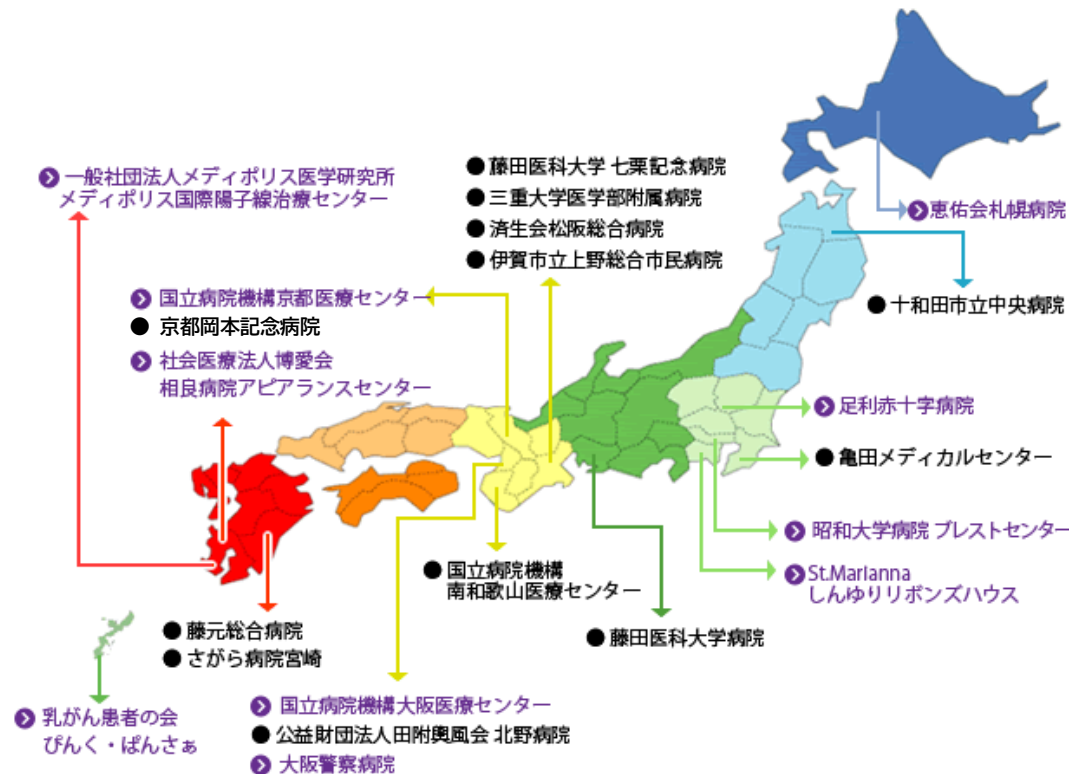 一般社団法人メディポリス医学研究所
メディポリス国際陽子線治療センター
● 藤田医科大学 七栗記念病院
● 三重大学医学部附属病院
● 済生会松阪総合病院
● 伊賀市立上野総合市民病院
恵佑会札幌病院
● 十和田市立中央病院
国立病院機構京都医療センター
● 京都岡本記念病院
社会医療法人博愛会
相良病院アピアランスセンター
足利赤十字病院
● 亀田メディカルセンター
昭和大学病院 ブレストセンター
St.Marianna
しんゆりリボンズハウス
● 国立病院機構
南和歌山医療センター
● 藤田医科大学病院
● 藤元総合病院
● さがら病院宮崎
乳がん患者の会
ぴんく・ぱんさぁ
国立病院機構大阪医療センター
● 公益財団法人田附興風会 北野病院
大阪警察病院